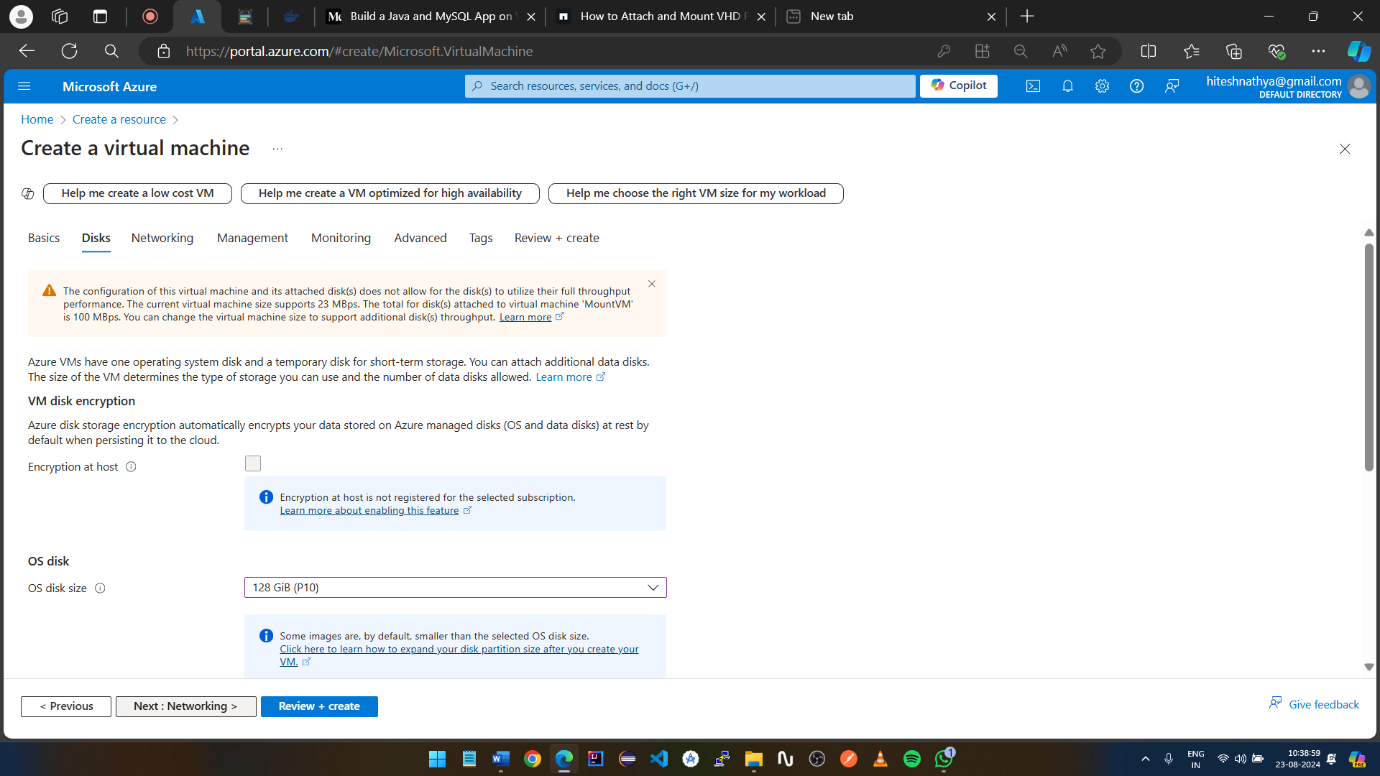 Build a Java and MySQL App on
How to Attach and Mount VHD F
New tab
https://portal.azure.com/#create/Microsoft.VirtualMachine
Microsoft Azure
Search resources, services, and docs (G+/)
Copilot
hiteshnathya@gmail.com
DEFAULT DIRECTORY
Home > Create a resource >
Create a virtual machine ...
Help me create a low cost VM
Help me create a VM optimized for high availability
Help me choose the right VM size for my workload
Basics Disks Networking Management Monitoring Advanced Tags Review + create
The configuration of this virtual machine and its attached disk(s) does not allow for the disk(s) to utilize their full throughput
performance. The current virtual machine size supports 23 MBps. The total for disk(s) attached to virtual machine 'MountVM'
is 100 MBps. You can change the virtual machine size to support additional disk(s) throughput. Learn more
Azure VMs have one operating system disk and a temporary disk for short-term storage. You can attach additional data disks.
The size of the VM determines the type of storage you can use and the number of data disks allowed. Learn more
VM disk encryption
Azure disk storage encryption automatically encrypts your data stored on Azure managed disks (OS and data disks) at rest by
default when persisting it to the cloud.
Encryption at host
Encryption at host is not registered for the selected subscription.
Learn more about enabling this feature
OS disk
OS disk size
128 GiB (P10)
Some images are, by default, smaller than the selected OS disk size.
Click here to learn how to expand your disk partition size after you create your
VM.
< Previous
Next : Networking >
Review + create
Give feedback
1
ENG
IN
10:38:59
23-08-2024